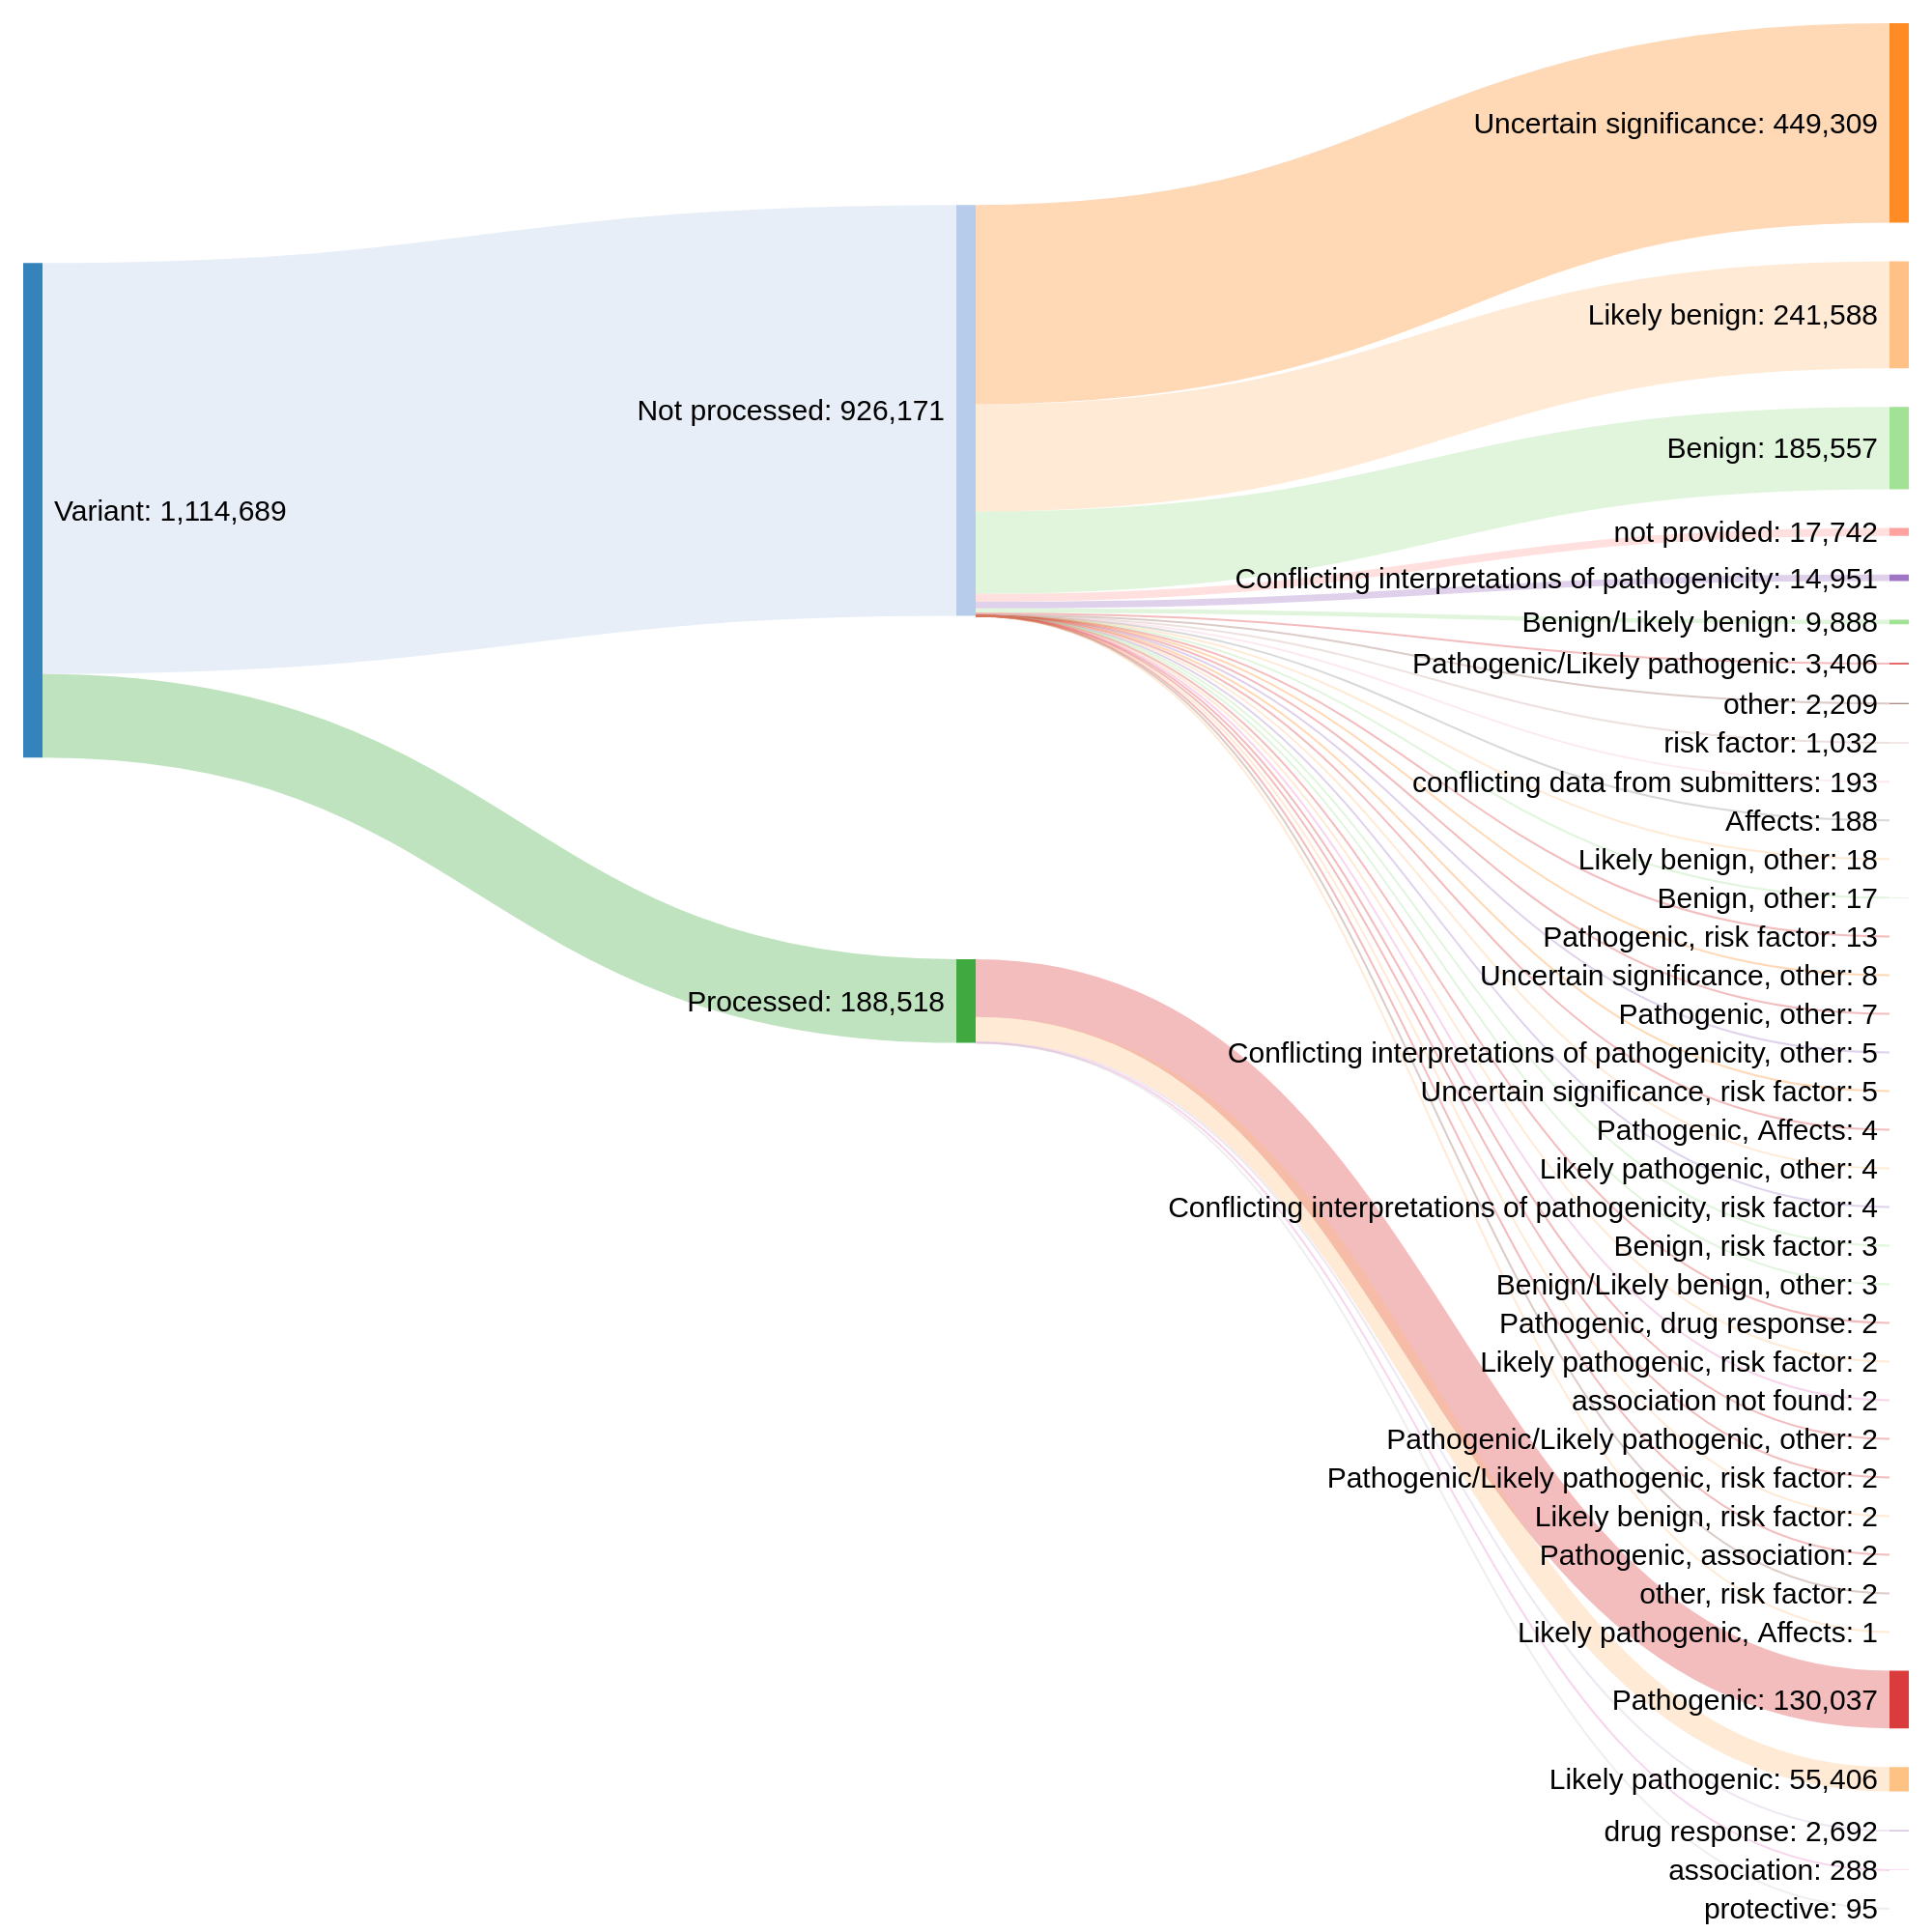 Variant: 1,114,689
Not processed: 926,171
Processed: 188,518
Uncertain significance: 449,309
Likely benign: 241,588
Benign: 185,557
not provided: 17,742
Conflicting interpretations of pathogenicity: 14,951
Benign/Likely benign: 9,888
Pathogenic/Likely pathogenic: 3,406
other: 2,209
risk factor: 1,032
conflicting data from submitters: 193
Affects: 188
Likely benign, other: 18
Benign, other: 17
Pathogenic, risk factor: 13
Uncertain significance, other: 8
Pathogenic, other: 7
Conflicting interpretations of pathogenicity, other: 5
Uncertain significance, risk factor: 5
Pathogenic, Affects: 4
Likely pathogenic, other: 4
Conflicting interpretations of pathogenicity, risk factor: 4
Benign, risk factor: 3
Benign/Likely benign, other: 3
Pathogenic, drug response: 2
Likely pathogenic, risk factor: 2
association not found: 2
Pathogenic/Likely pathogenic, other: 2
Pathogenic/Likely pathogenic, risk factor: 2
Likely benign, risk factor: 2
Pathogenic, association: 2
other, risk factor: 2
Likely pathogenic, Affects: 1
Pathogenic: 130,037
Likely pathogenic: 55,406
drug response: 2,692
association: 288
protective: 95